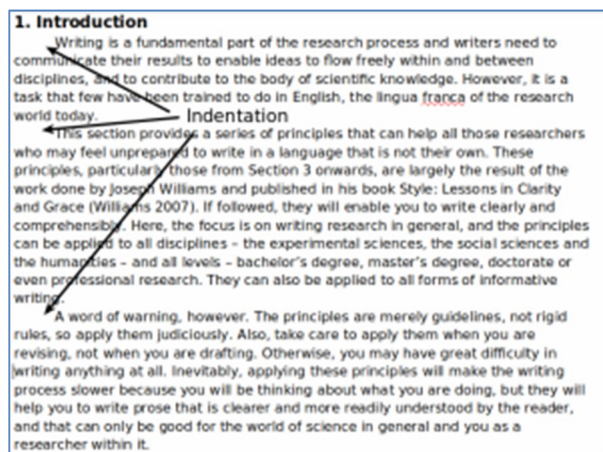 1. Introduction
Writing is a fundamental part of the research process and writers need to
communicate their results to enable ideas to flow freely within and between
disciplines, and to contribute to the body of scientific knowledge. However, it is a
task that few have been trained to do in English, the lingua franca of the research
world today.
Indentation
This section provides a series of principles that can help all those researchers
who may feel unprepared to write in a language that is not their own. These
principles, particularly those from Section 3 onwards, are largely the result of the
work done by Joseph Williams and published in his book Style: Lessons in Clarity
and Grace (Williams 2007). If followed, they will enable you to write clearly and
comprehensibly. Here, the focus is on writing research in general, and the principles
can be applied to all disciplines – the experimental sciences, the social sciences and
the humanities – and all levels – bachelor's degree, master's degree, doctorate or
even professional research. They can also be applied to all forms of informative
writing.
A word of warning, however. The principles are merely guidelines, not rigid
rules, so apply them judiciously. Also, take care to apply them when you are
revising, not when you are drafting. Otherwise, you may have great difficulty in
writing anything at all. Inevitably, applying these principles will make the writing
process slower because you will be thinking about what you are doing, but they will
help you to write prose that is clearer and more readily understood by the reader,
and that can only be good for the world of science in general and you as a
researcher within it.